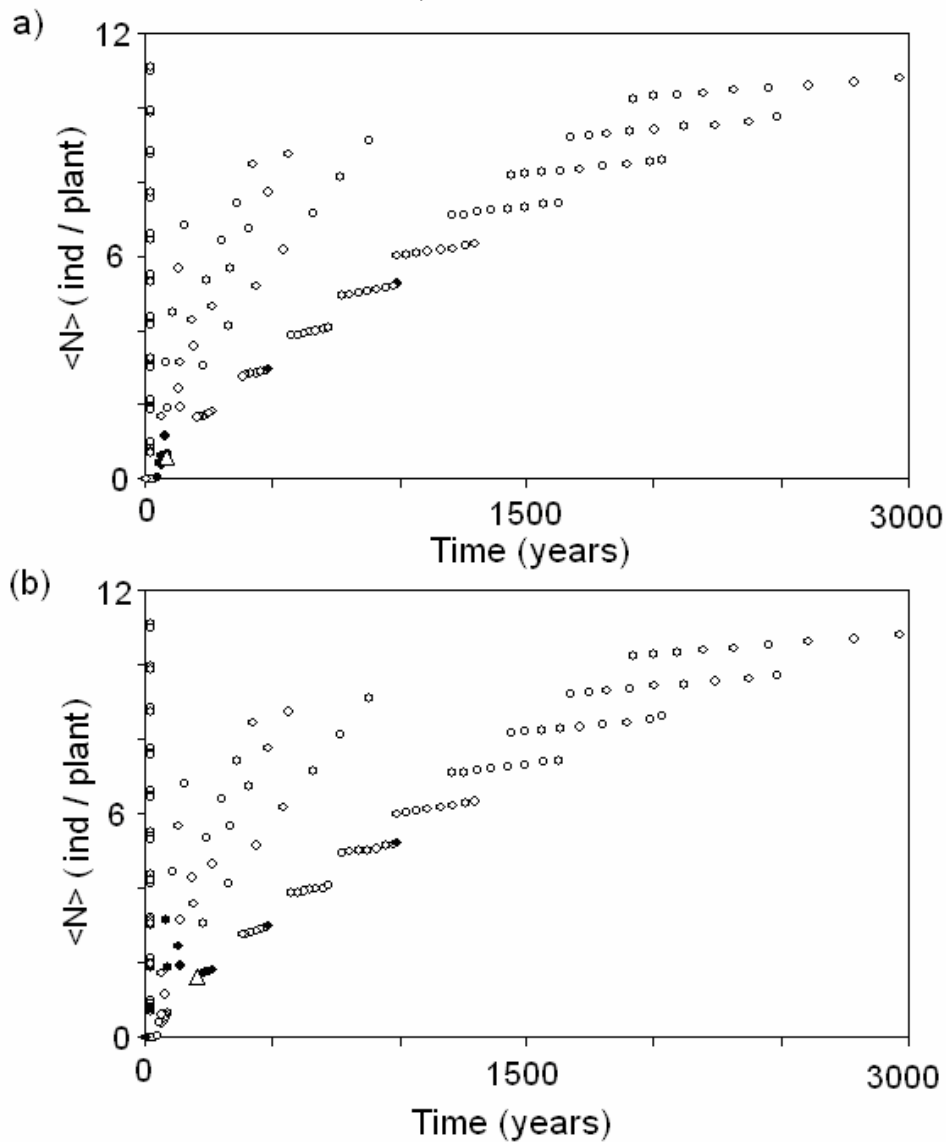 a)
12
6
0
<N> (ind / plant)
0 1500 3000
Time (years)
(b)
12
6
0
<N> (ind / plant)
0 1500 3000
Time (years)